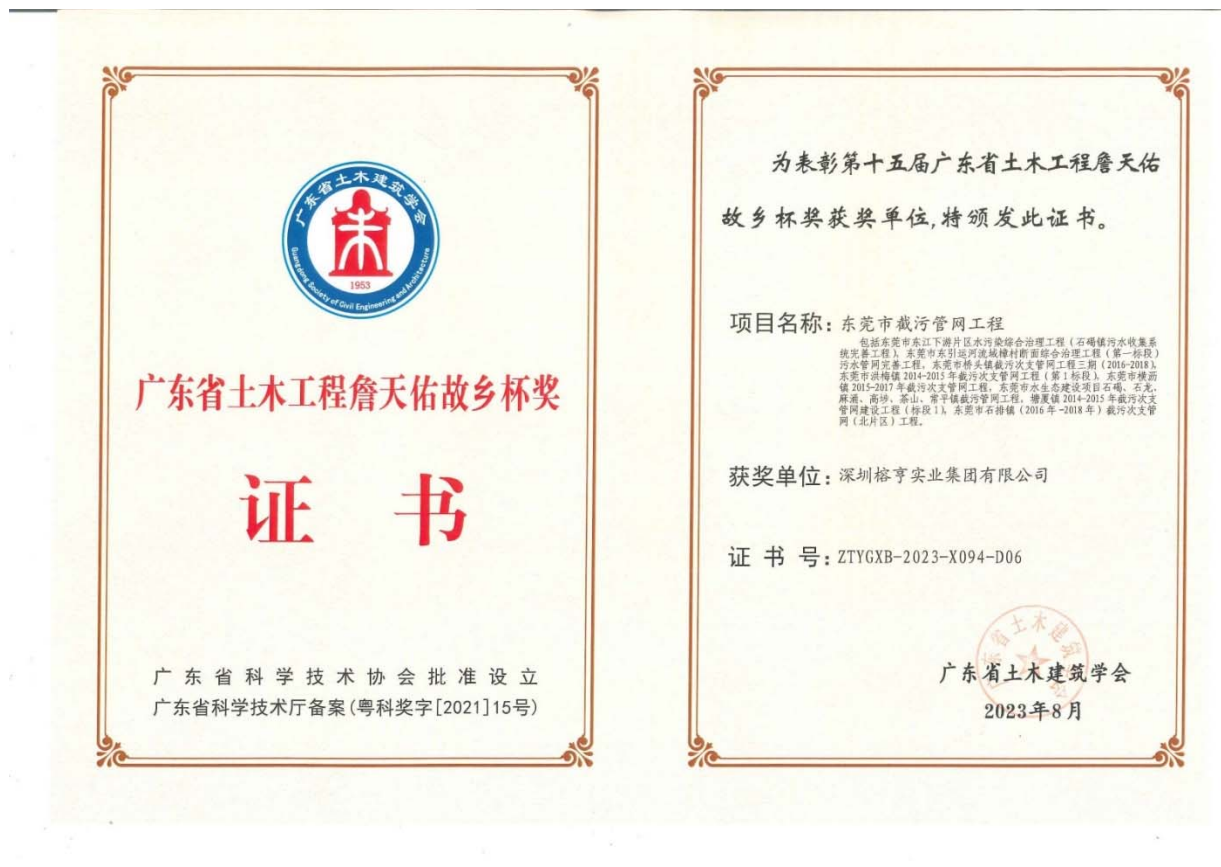 广东省土木建筑学会
1953
Guangdong Society of Civil Engineering and Architecture
广东省土木工程詹天佑故乡杯奖
证 书
广东省科学技术协会批准设立
广东省科学技术厅备案(粤科奖字[2021]15号)
为表彰第十五届广东省土木工程詹天佑
故乡杯奖获奖单位,特颁发此证书。
项目名称:东莞市截污管网工程
包括东莞市东江下游片区水污染综合治理工程(石碣镇污水收集系
统完善工程)、东莞市东引运河流域樟村断面综合治理工程(第一标段)
污水管网完善工程，东莞市桥头镇截污次支管网工程三期(2016-2018)、
东莞市洪梅镇2014-2015年截污次支管网工程(第1标段)、东莞市横沥
镇2015-2017年截污次支管网工程，东莞市水生态建设项目石碣、石龙、
麻涌、高埗、茶山、常平镇截污管网工程，塘厦镇2014-2015年截污次支
管网建设工程(标段1)、东莞市石排镇(2016年-2018年)截污次支管
网(北片区)工程。
获奖单位:深圳榕亨实业集团有限公司
证 书 号:ZTYGXB-2023-X094-D06
广东省土木建筑学会
广东省土木建筑学会
2023年8月